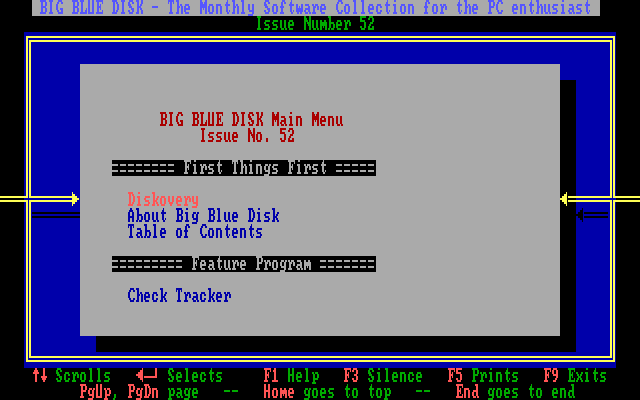 BIG BLUE DISK - The Monthly Software Collection for the PC enthusiast
Issue Number 52
BIG BLUE DISK Main Menu
Issue No. 52
======== First Things First =====
Diskovery
About Big Blue Disk
Table of Contents
========= Feature Program =======
Check Tracker
↑↓ Scrolls ◄─┘ Selects F1 Help F3 Silence F5 Prints F9 Exits
PgUp, PgDn page -- Home goes to top -- End goes to end